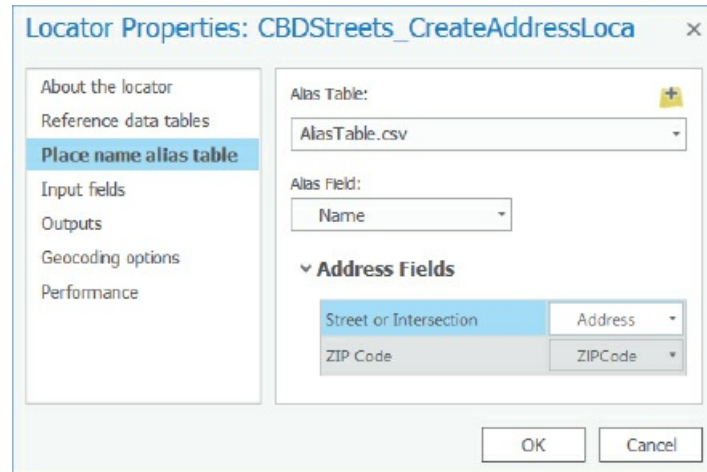 Locator Properties: CBDStreets_CreateAddressLoca ×
About the locator
Reference data tables
Place name alias table
Input fields
Outputs
Geocoding options
Performance
Alias Table:
AliasTable.csv
Alias Field:
Name
Address Fields
Street or Intersection Address
ZIP Code ZIPCode
OK Cancel